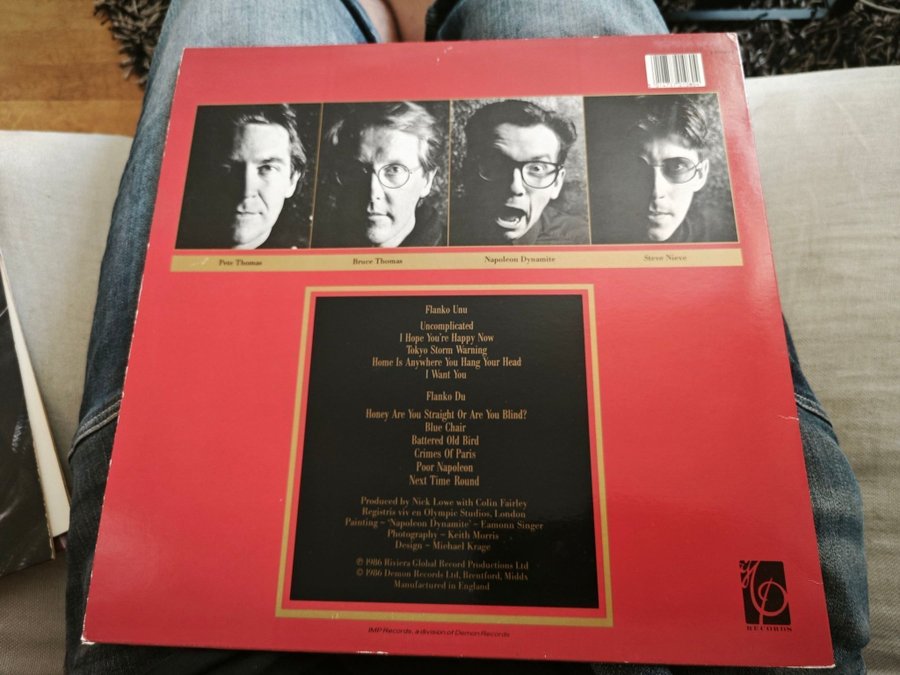 Pete Thomas
Bruce Thomas
Napoleon Dynamite
Steve Nieve
Flanko Unu
Uncomplicated
I Hope You're Happy Now
Tokyo Storm Warning
Home Is Anywhere You Hang Your Head
I Want You
Flanko Du
Honey Are You Straight Or Are You Blind?
Blue Chair
Battered Old Bird
Crimes Of Paris
Poor Napoleon
Next Time Round
Produced by Nick Lowe with Colin Fairley
Registris viv en Olympic Studios, London
Painting – 'Napoleon Dynamite' – Eamonn Singer
Photography – Keith Morris
Design – Michael Krage
℗ 1986 Riviera Global Record Productions Ltd
© 1986 Demon Records Ltd, Brentford, Middx
Manufactured in England
IMP Records, a division of Demon Records
RECORDS